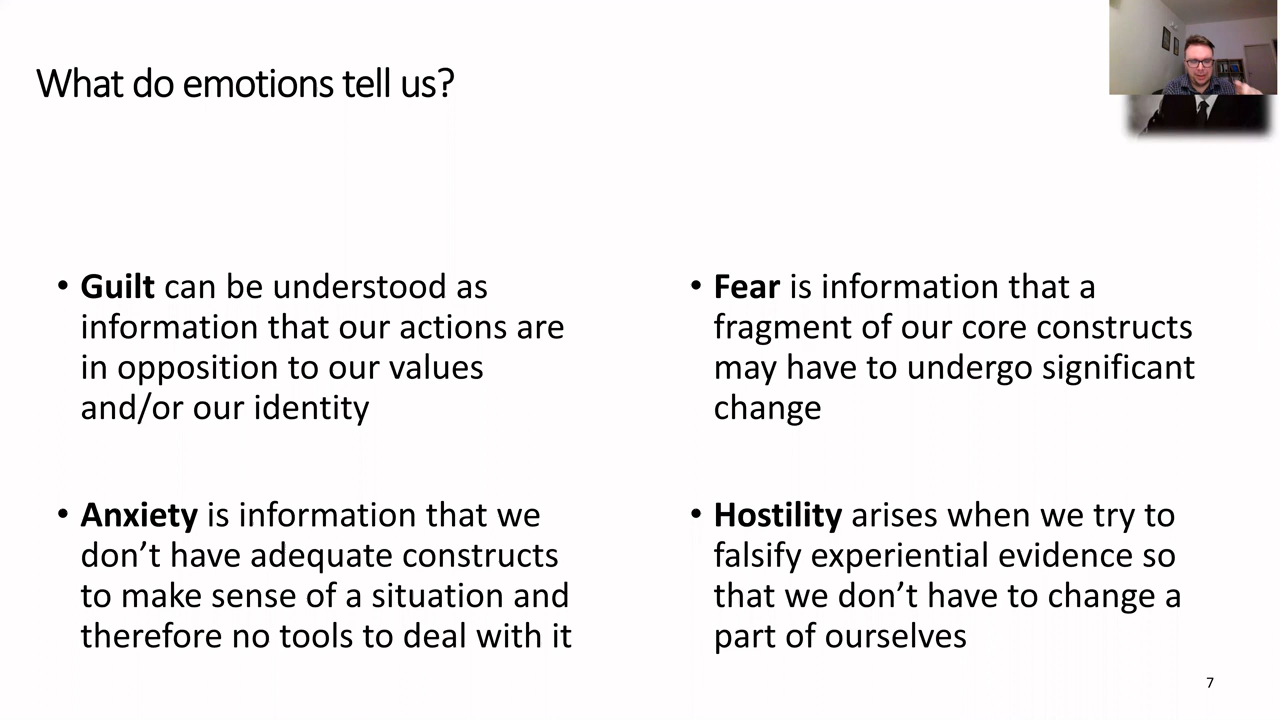 What do emotions tell us?
• Guilt can be understood as
information that our actions are
in opposition to our values
and/or our identity
• Anxiety is information that we
don’t have adequate constructs
to make sense of a situation and
therefore no tools to deal with it
• Fear is information that a
fragment of our core constructs
may have to undergo significant
change
• Hostility arises when we try to
falsify experiential evidence so
that we don’t have to change a
part of ourselves
7